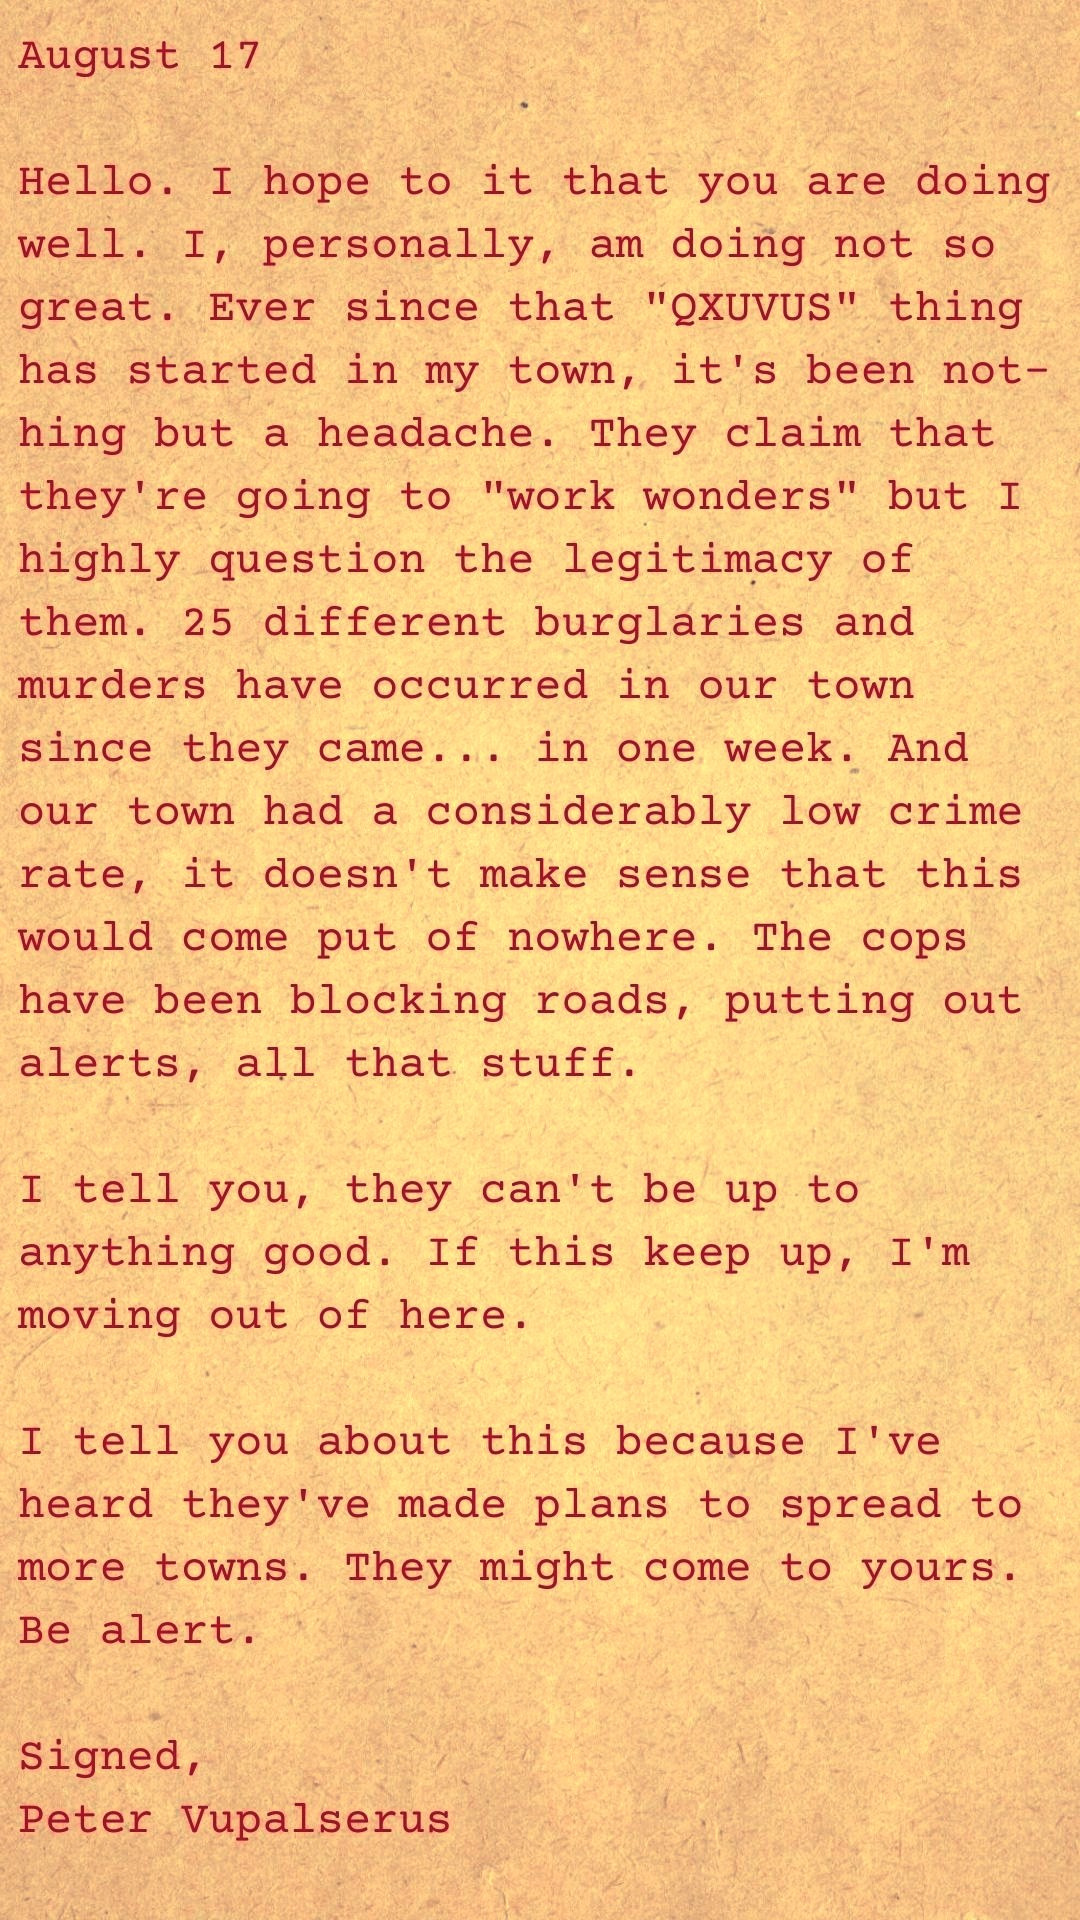 August 17
Hello. I hope to it that you are doing
well. I, personally, am doing not so
great. Ever since that "QXUVUS" thing
has started in my town, it's been not-
hing but a headache. They claim that
they're going to "work wonders" but I
highly question the legitimacy of
them. 25 different burglaries and
murders have occurred in our town
since they came... in one week. And
our town had a considerably low crime
rate, it doesn't make sense that this
would come put of nowhere. The cops
have been blocking roads, putting out
alerts, all that stuff.
I tell you, they can't be up to
anything good. If this keep up, I'm
moving out of here.
I tell you about this because I've
heard they've made plans to spread to
more towns. They might come to yours.
Be alert.
Signed,
Peter Vupalserus